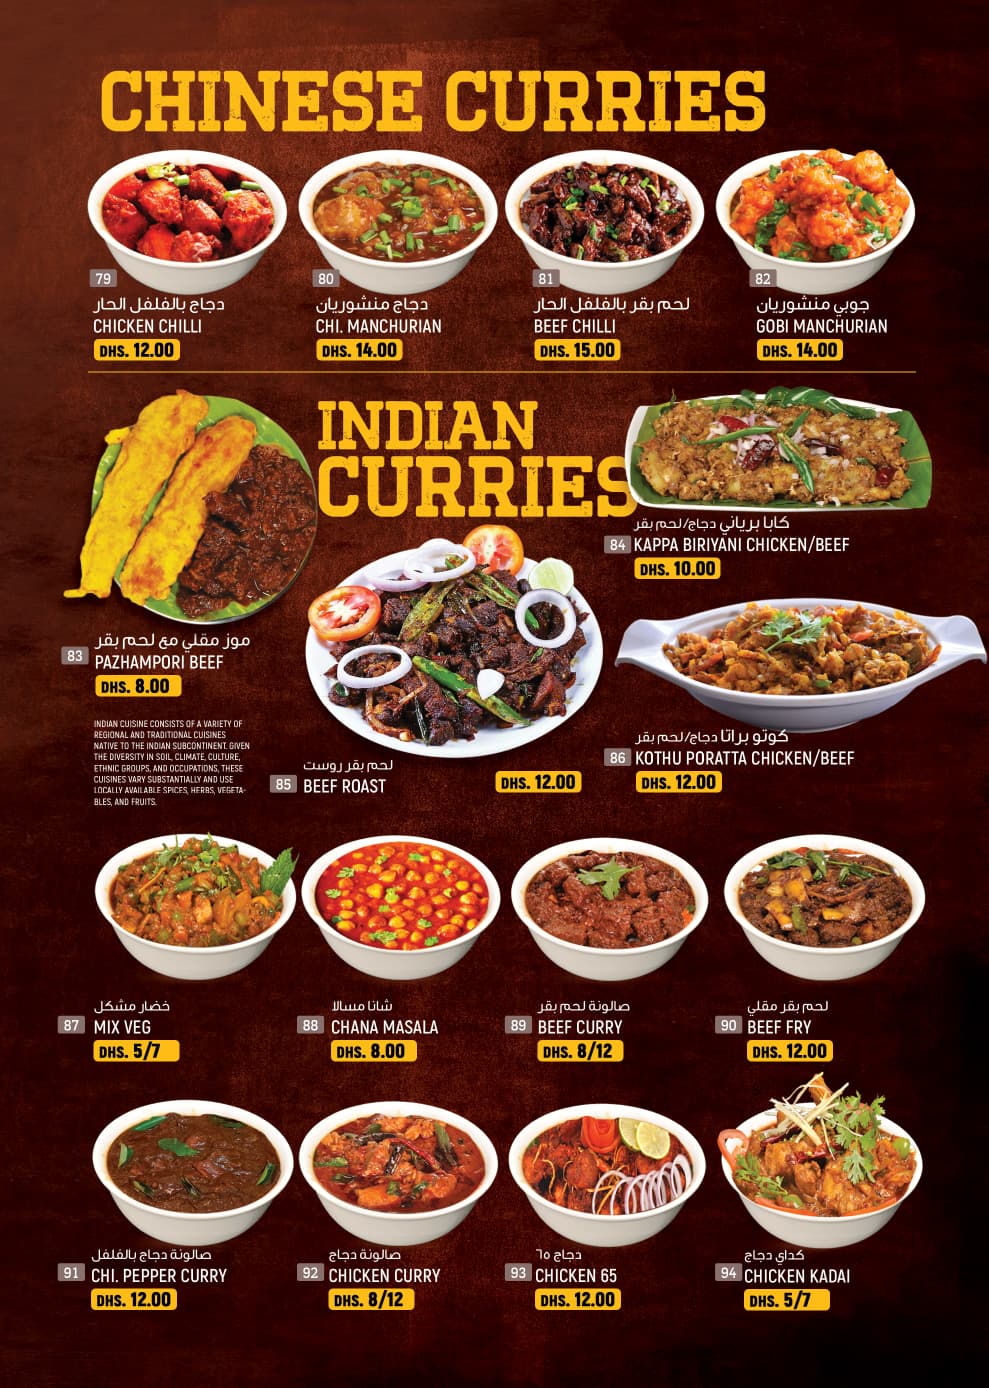 CHINESE CURRIES
79
دجاج بالفلفل الحار
CHICKEN CHILLI
DHS. 12.00
80
دجاج منشوريان
CHI. MANCHURIAN
DHS. 14.00
81
لحم بقر بالفلفل الحار
BEEF CHILLI
DHS. 15.00
82
جوبي منشوريان
GOBI MANCHURIAN
DHS. 14.00
INDIAN
CURRIES
83
موز مقلي مع لحم بقر
PAZHAMPORI BEEF
DHS. 8.00
كابا برياني دجاج/لحم بقر
84 KAPPA BIRIYANI CHICKEN/BEEF
DHS. 10.00
INDIAN CUISINE CONSISTS OF A VARIETY OF
REGIONAL AND TRADITIONAL CUISINES
NATIVE TO THE INDIAN SUBCONTINENT. GIVEN
THE DIVERSITY IN SOIL, CLIMATE, CULTURE,
ETHNIC GROUPS, AND OCCUPATIONS, THESE
CUISINES VARY SUBSTANTIALLY AND USE
LOCALLY AVAILABLE SPICES, HERBS, VEGETA-
BLES, AND FRUITS.
لحم بقر روست
85 BEEF ROAST
DHS. 12.00
كوتو براتا دجاج/لحم بقر
86 KOTHU PORATTA CHICKEN/BEEF
DHS. 12.00
خضار مشكل
87 MIX VEG
DHS. 5/7
شانا مسالا
88 CHANA MASALA
DHS. 8.00
صالونة لحم بقر
89 BEEF CURRY
DHS. 8/12
لحم بقر مقلي
90 BEEF FRY
DHS. 12.00
صالونة دجاج بالفلفل
91 CHI. PEPPER CURRY
DHS. 12.00
صالونة دجاج
92 CHICKEN CURRY
DHS. 8/12
دجاج ٦٥
93 CHICKEN 65
DHS. 12.00
كداي دجاج
94 CHICKEN KADAI
DHS. 5/7